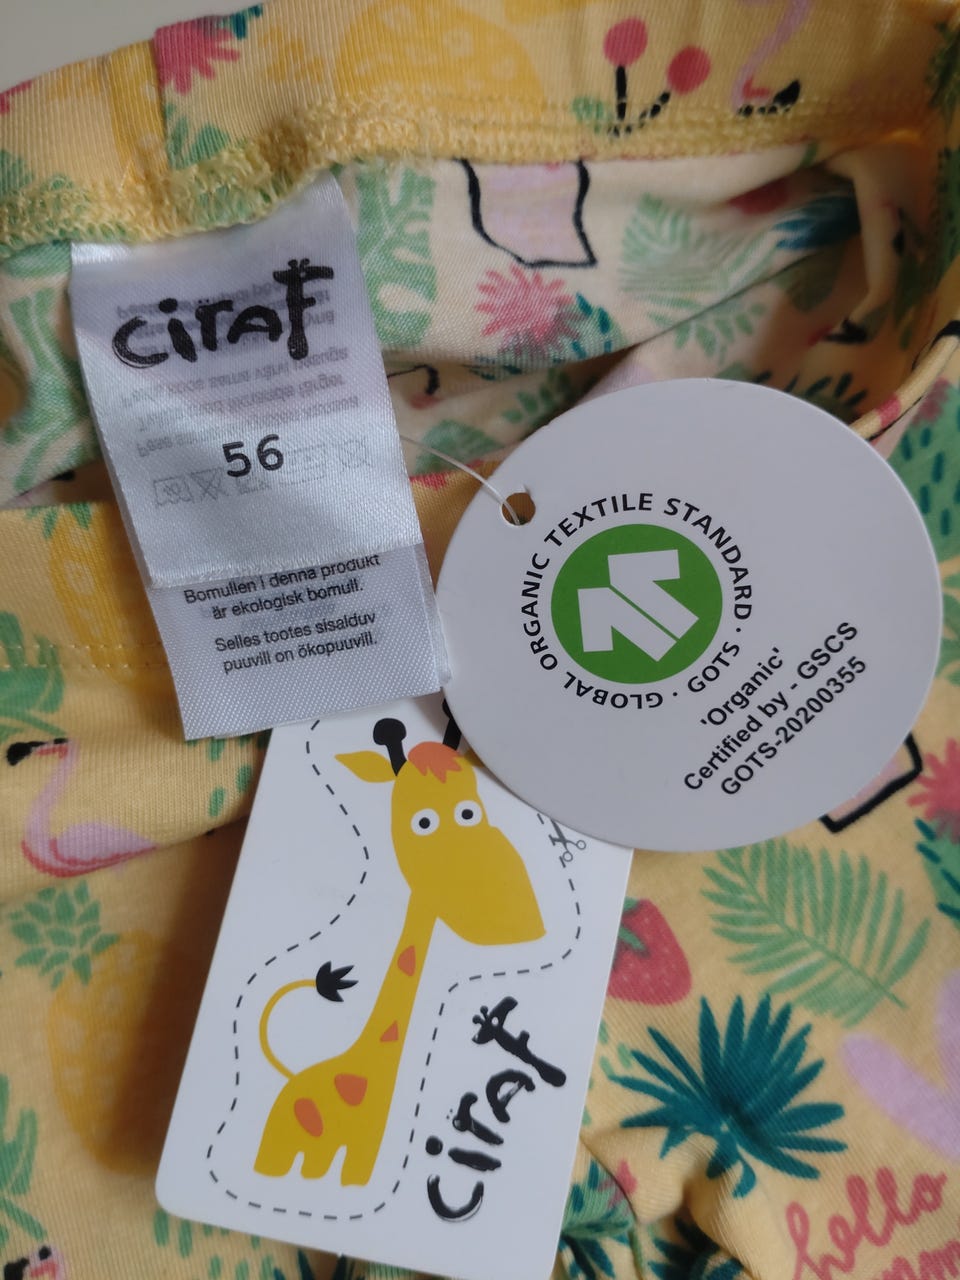 ciraf
56
Bomullen i denna produkt
är ekologisk bomull.
Selles tootes sisalduv
puuvill on ökopuuvill.
GLOBAL ORGANIC TEXTILE STANDARD · GOTS ·
'Organic'
Certified by - GSCS
GOTS-20200355
ciraf
hello